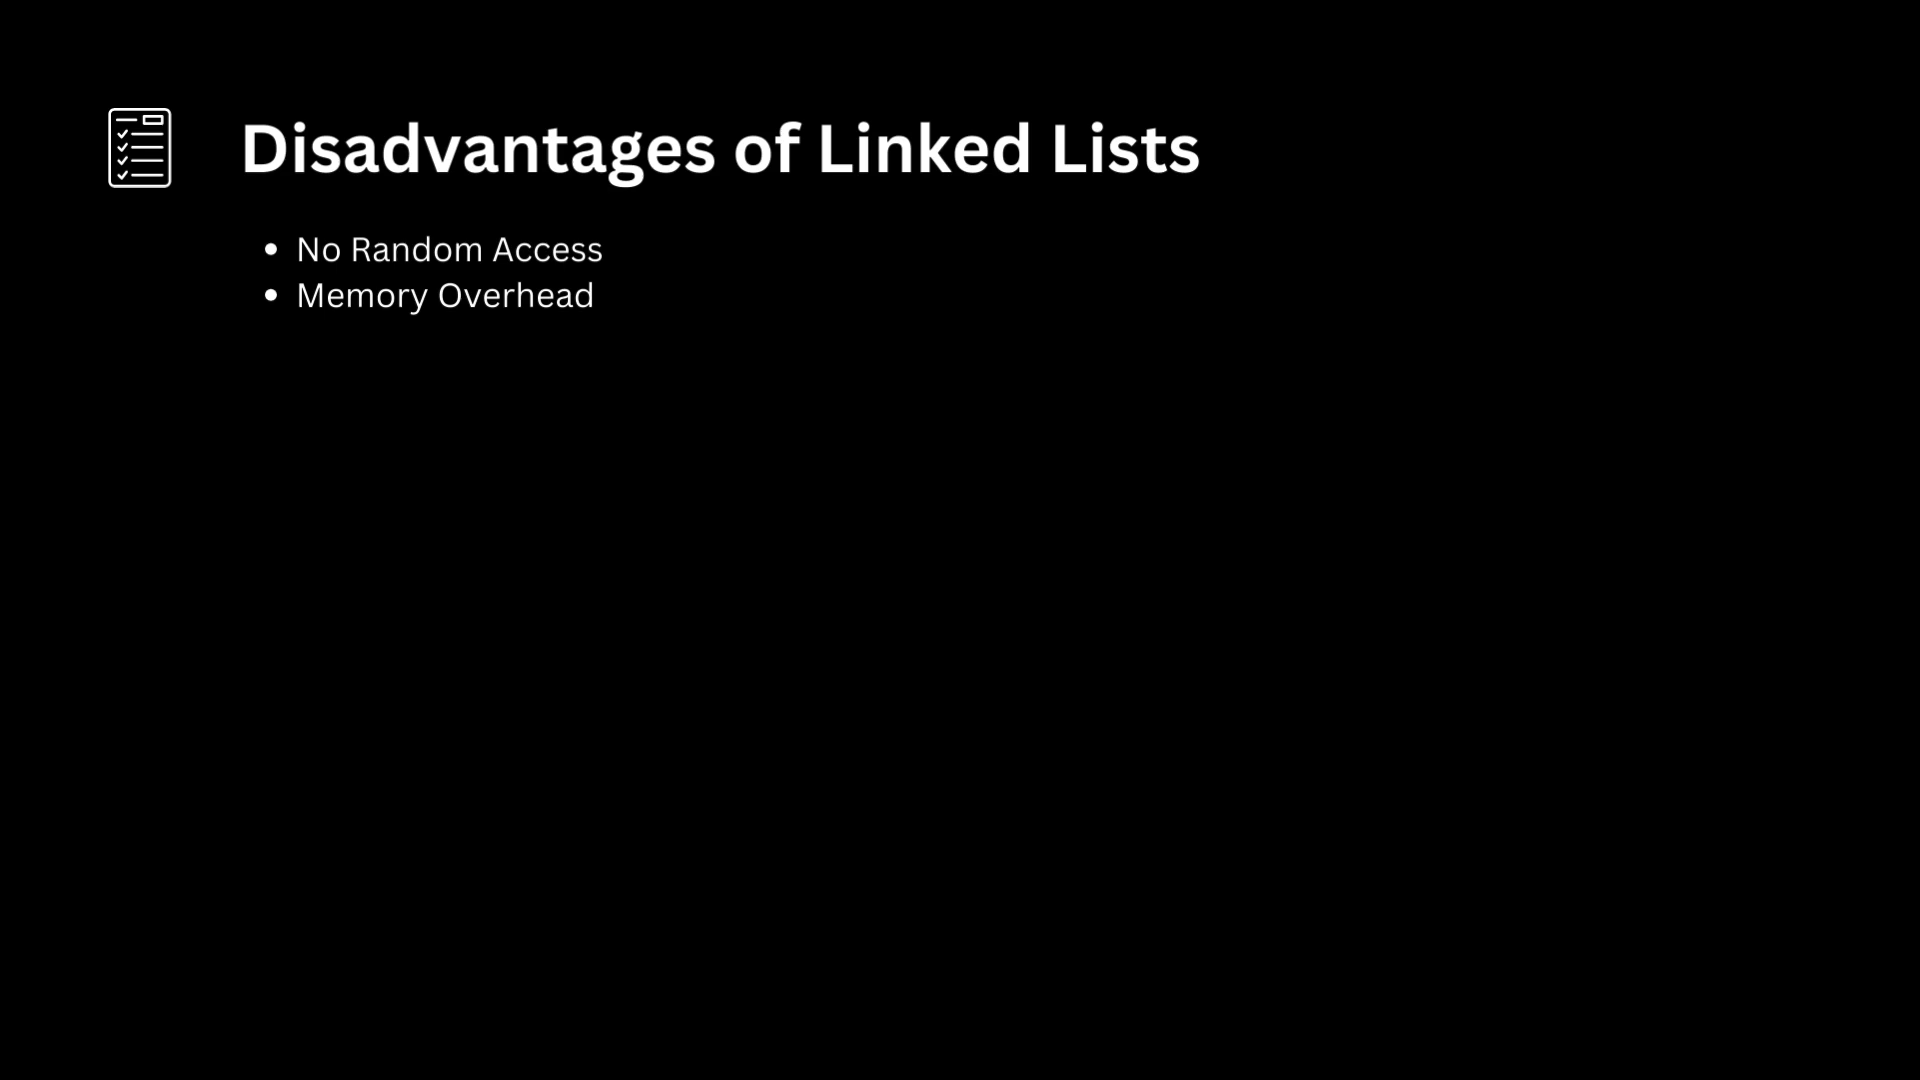 Disadvantages of Linked Lists
• No Random Access
• Memory Overhead